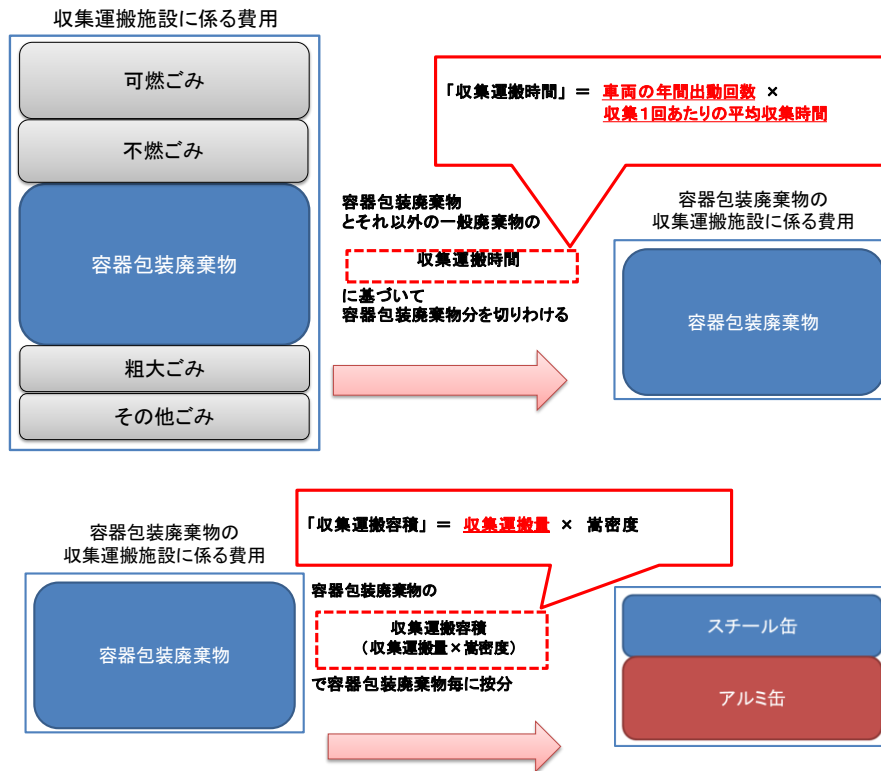 収集運搬施設に係る費用
可燃ごみ
不燃ごみ
容器包装廃棄物
粗大ごみ
その他ごみ
「収集運搬時間」 ＝ 車両の年間出動回数 ×
収集１回あたりの平均収集時間
容器包装廃棄物
とそれ以外の一般廃棄物の
収集運搬時間
に基づいて
容器包装廃棄物分を切りわける
容器包装廃棄物の
収集運搬施設に係る費用
容器包装廃棄物
容器包装廃棄物の
収集運搬施設に係る費用
容器包装廃棄物
「収集運搬容積」 ＝ 収集運搬量 × 嵩密度
容器包装廃棄物の
収集運搬容積
（収集運搬量×嵩密度）
で容器包装廃棄物毎に按分
スチール缶
アルミ缶